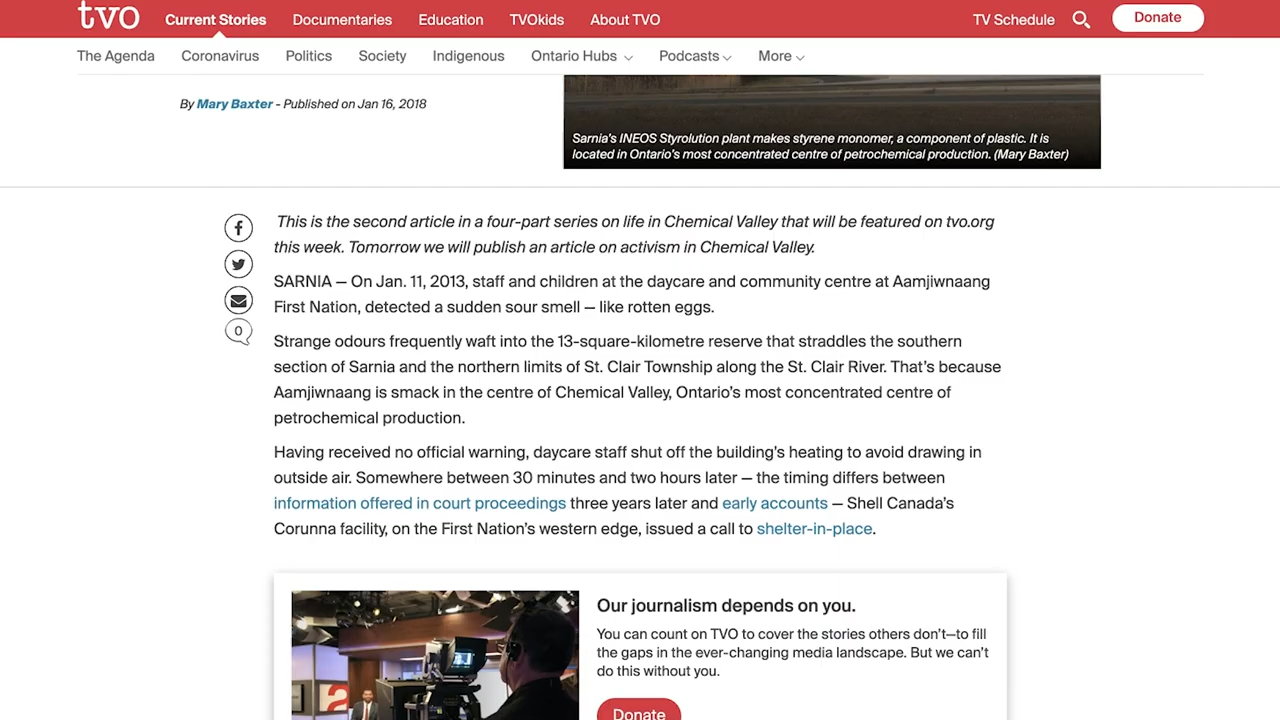 tvo Current Stories Documentaries Education TVOkids About TVO TV Schedule Donate
The Agenda Coronavirus Politics Society Indigenous Ontario Hubs Podcasts More
By Mary Baxter - Published on Jan 16, 2018
Sarnia's INEOS Styrolution plant makes styrene monomer, a component of plastic. It is
located in Ontario's most concentrated centre of petrochemical production. (Mary Baxter)
This is the second article in a four-part series on life in Chemical Valley that will be featured on tvo.org
this week. Tomorrow we will publish an article on activism in Chemical Valley.
SARNIA — On Jan. 11, 2013, staff and children at the daycare and community centre at Aamjiwnaang
First Nation, detected a sudden sour smell — like rotten eggs.
0
Strange odours frequently waft into the 13-square-kilometre reserve that straddles the southern
section of Sarnia and the northern limits of St. Clair Township along the St. Clair River. That's because
Aamjiwnaang is smack in the centre of Chemical Valley, Ontario's most concentrated centre of
petrochemical production.
Having received no official warning, daycare staff shut off the building's heating to avoid drawing in
outside air. Somewhere between 30 minutes and two hours later — the timing differs between
information offered in court proceedings three years later and early accounts — Shell Canada's
Corunna facility, on the First Nation's western edge, issued a call to shelter-in-place.
Our journalism depends on you.
You can count on TVO to cover the stories others don't—to fill
the gaps in the ever-changing media landscape. But we can't
do this without you.
2
Donate